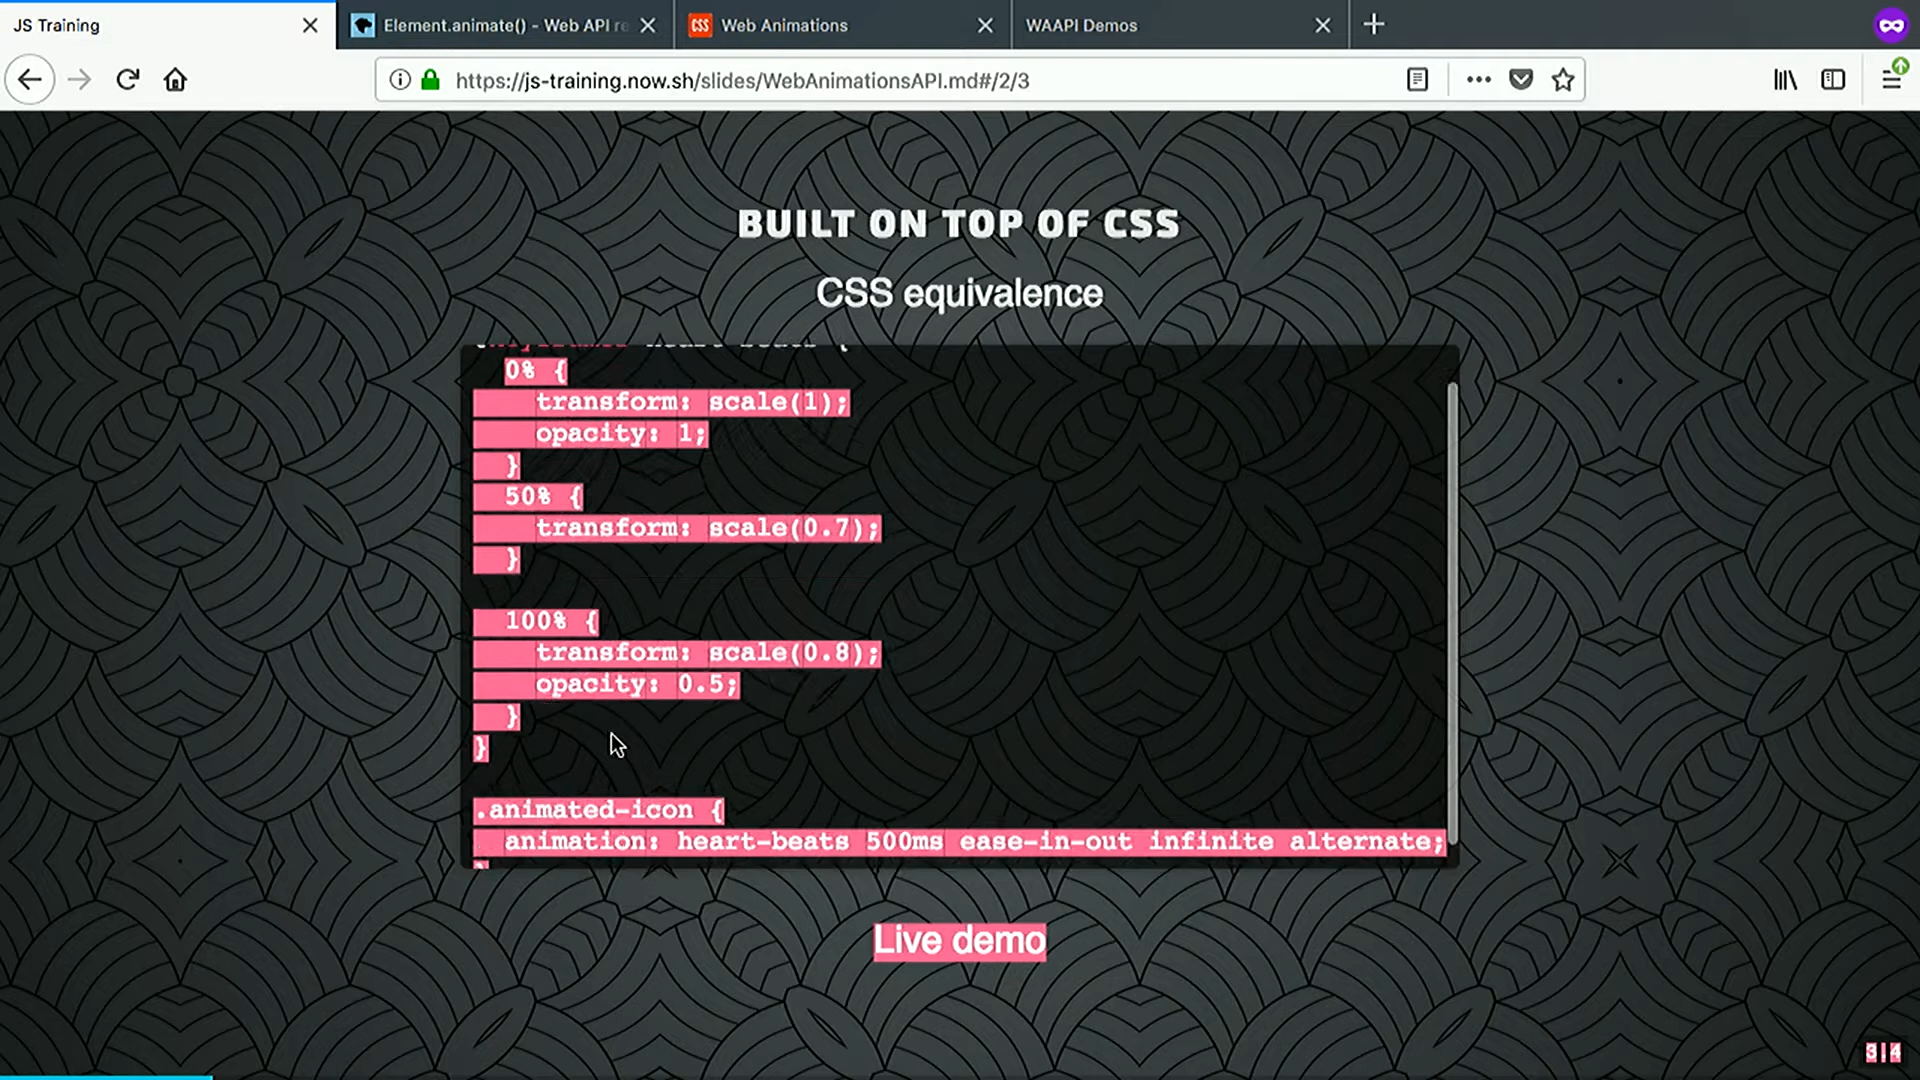 JS Training
Element.animate() - Web API re
CSS
Web Animations
WAAPI Demos
https://js-training.now.sh/slides/WebAnimationsAPI.md#/2/3
BUILT ON TOP OF CSS
CSS equivalence
0% {
transform: scale(1);
opacity: 1;
}
50% {
transform: scale(0.7);
}
100% {
transform: scale(0.8);
opacity: 0.5;
}
}
.animated-icon {
animation: heart-beats 500ms ease-in-out infinite alternate;
Live demo
3|4